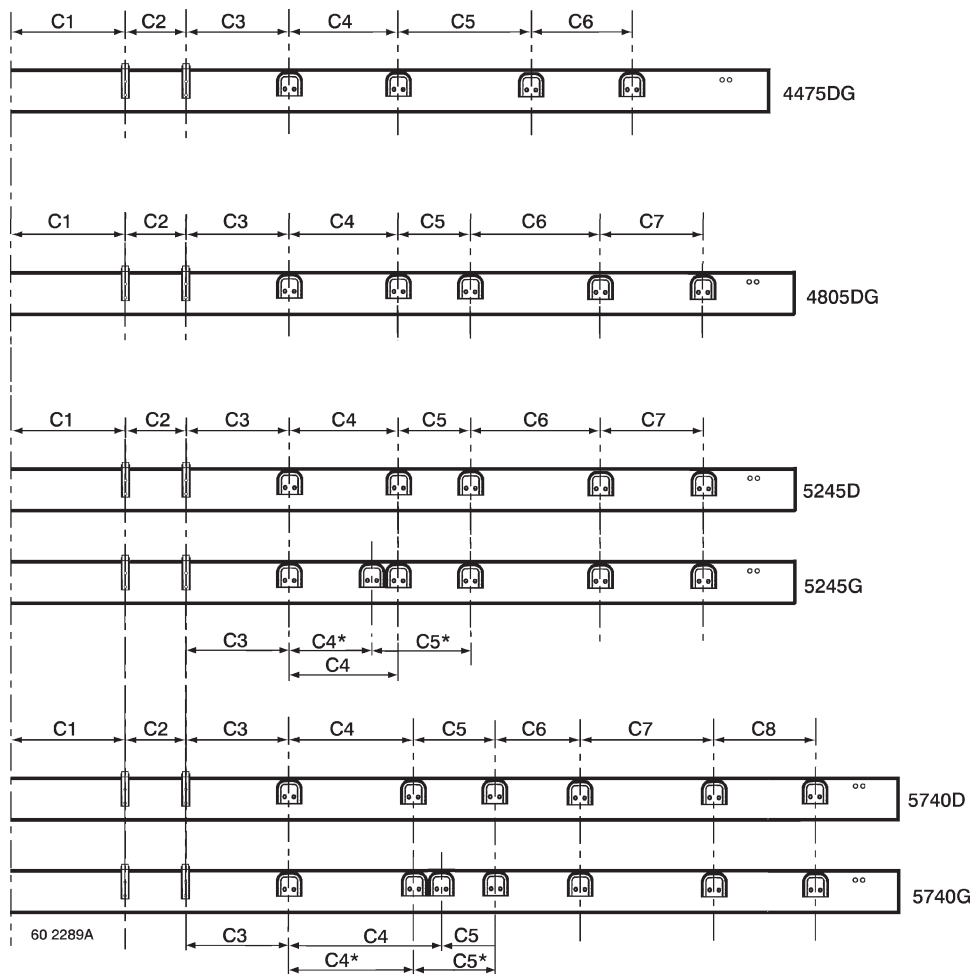 C1 C2 C3 C4 C5 C6
4475DG
C1 C2 C3 C4 C5 C6 C7
4805DG
C1 C2 C3 C4 C5 C6 C7
5245D
5245G
C3 C4* C5*
C4
C1 C2 C3 C4 C5 C6 C7 C8
5740D
5740G
60 2289A
C3 C4 C5
C4* C5*